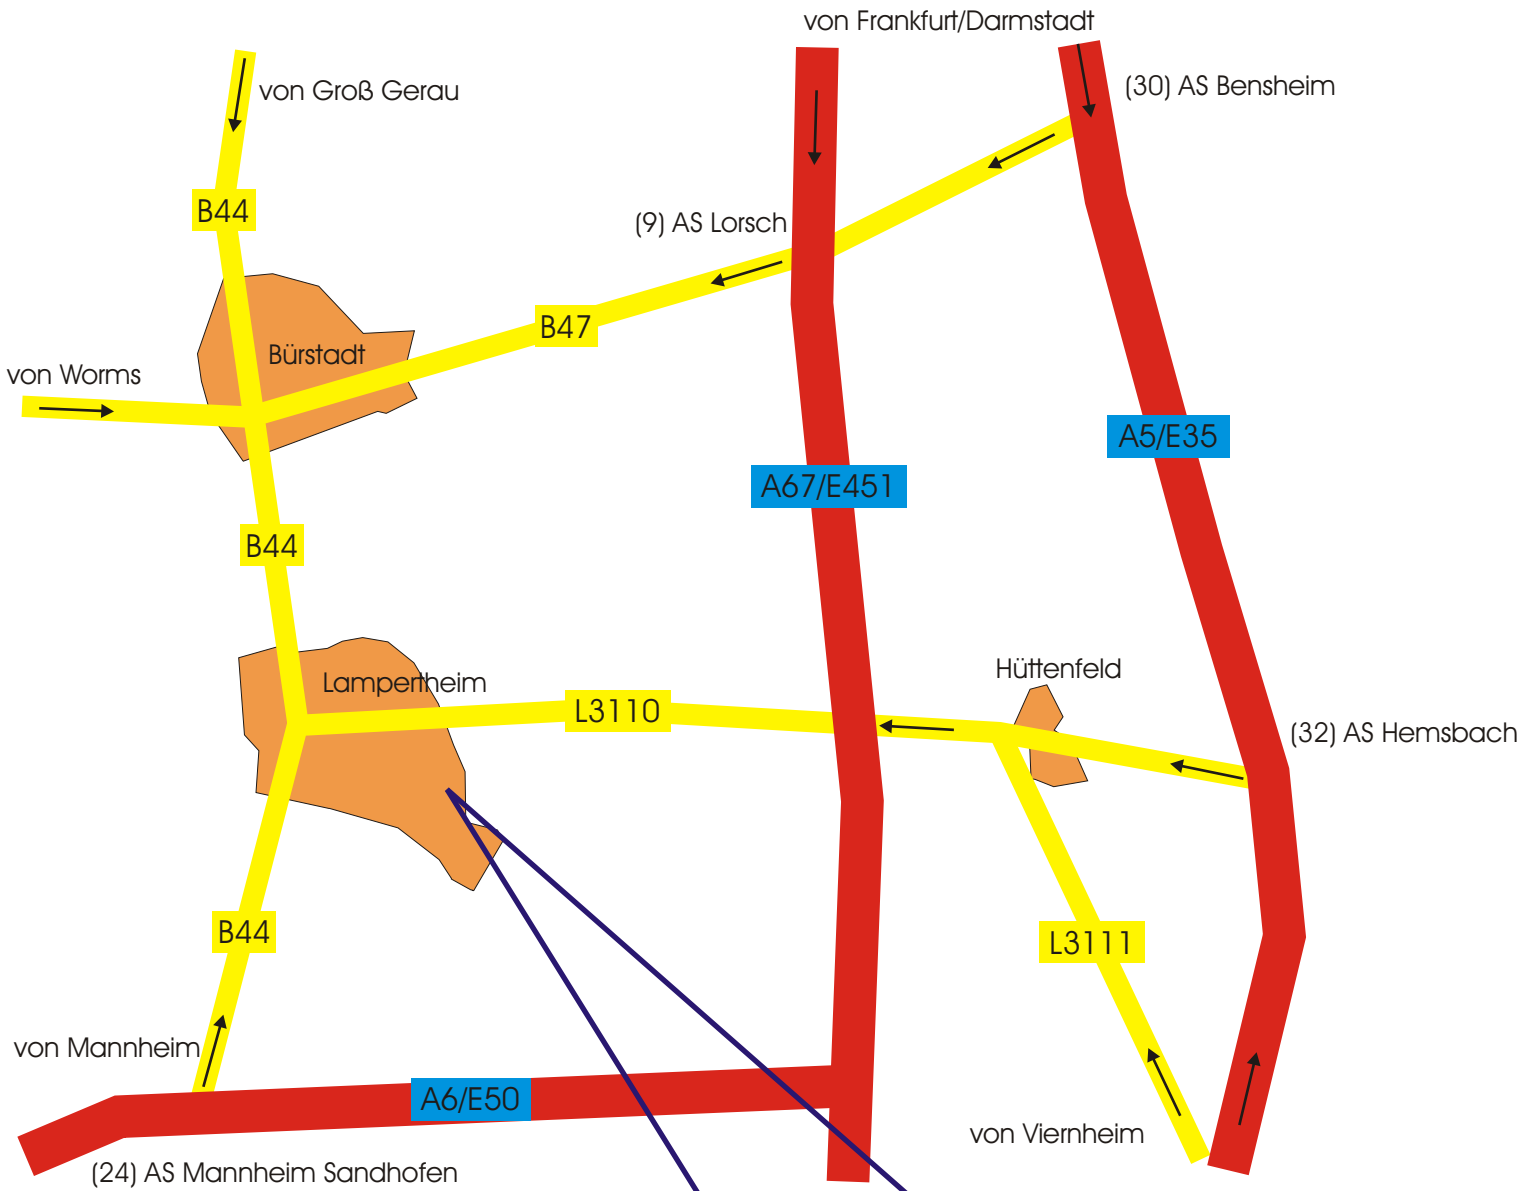 von Frankfurt/Darmstadt
von Groß Gerau
(30) AS Bensheim
B44
(9) AS Lorsch
B47
Bürstadt
von Worms
A5/E35
A67/E451
B44
Hüttenfeld
Lampertheim
L3110
(32) AS Hemsbach
B44
L3111
von Mannheim
A6/E50
von Viernheim
(24) AS Mannheim Sandhofen